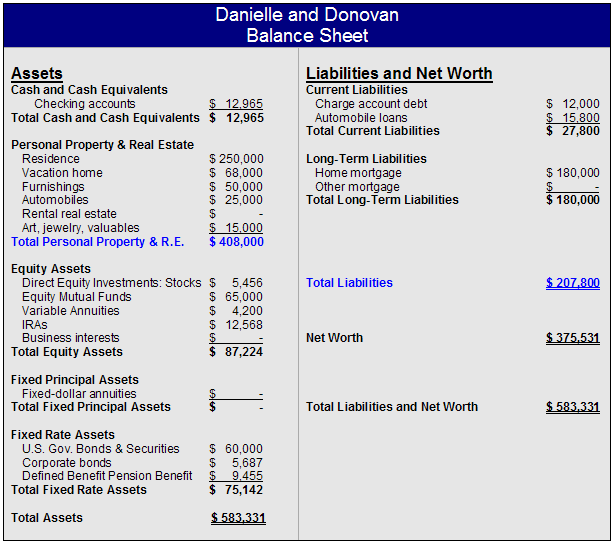 Danielle and Donovan
Balance Sheet
Assets
Cash and Cash Equivalents
Checking accounts $ 12,965
Total Cash and Cash Equivalents $ 12,965
Personal Property & Real Estate
Residence $ 250,000
Vacation home $ 68,000
Furnishings $ 50,000
Automobiles $ 25,000
Rental real estate $ -
Art, jewelry, valuables $ 15,000
Total Personal Property & R.E. $ 408,000
Equity Assets
Direct Equity Investments: Stocks $ 5,456
Equity Mutual Funds $ 65,000
Variable Annuities $ 4,200
IRAs $ 12,568
Business interests $ -
Total Equity Assets $ 87,224
Fixed Principal Assets
Fixed-dollar annuities $ -
Total Fixed Principal Assets $ -
Fixed Rate Assets
U.S. Gov. Bonds & Securities $ 60,000
Corporate bonds $ 5,687
Defined Benefit Pension Benefit $ 9,455
Total Fixed Rate Assets $ 75,142
Total Assets $ 583,331
Liabilities and Net Worth
Current Liabilities
Charge account debt $ 12,000
Automobile loans $ 15,800
Total Current Liabilities $ 27,800
Long-Term Liabilities
Home mortgage $ 180,000
Other mortgage $ -
Total Long-Term Liabilities $ 180,000
Total Liabilities $ 207,800
Net Worth $ 375,531
Total Liabilities and Net Worth $ 583,331